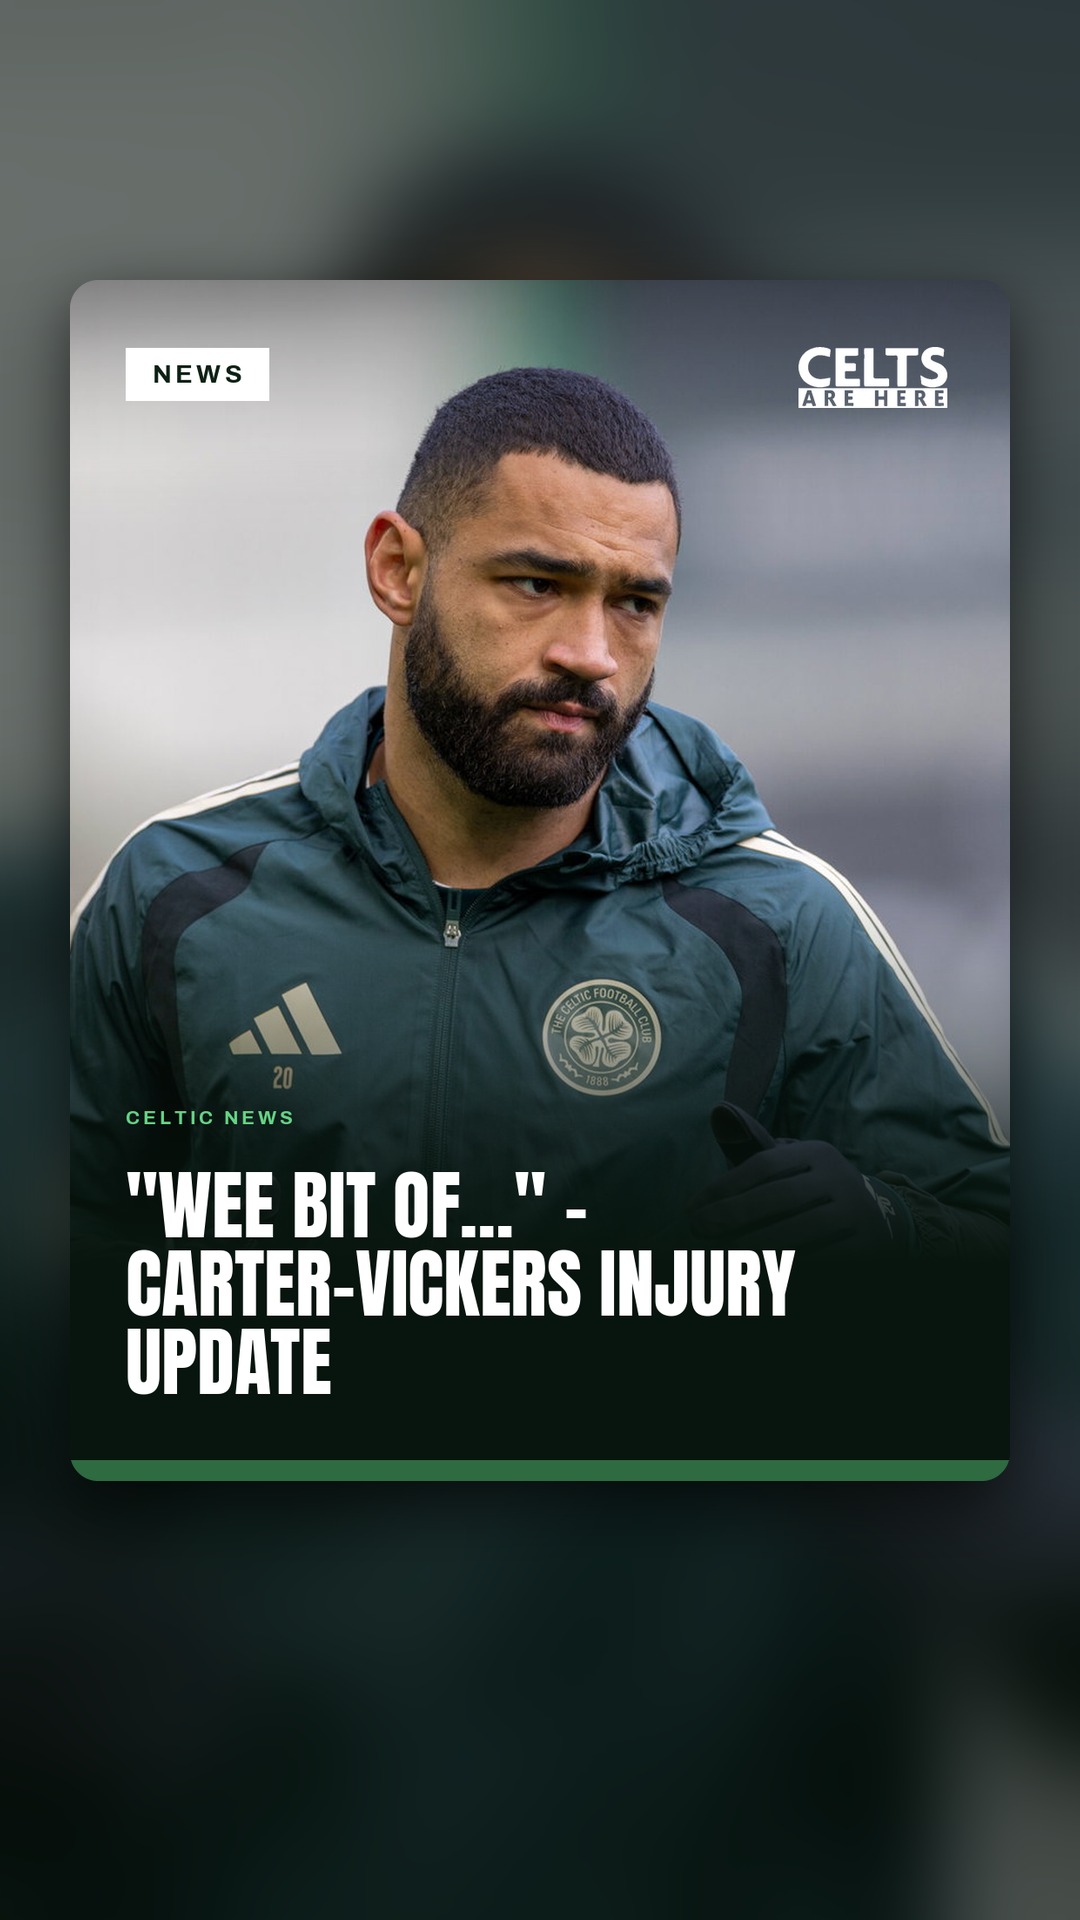 NEWS
CELTS
ARE HERE
THE CELTIC FOOTBALL CLUB
1888
20
CELTIC NEWS
"WEE BIT OF..." -
CARTER-VICKERS INJURY
UPDATE